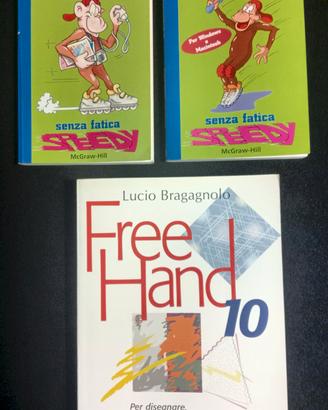 senza fatica
SPEEDY
McGraw-Hill
Per Windows
e
Macintosh
senza fatica
SPEEDY
McGraw-Hill
Lucio Bragagnolo
Free
Hand
10
Per disegnare,